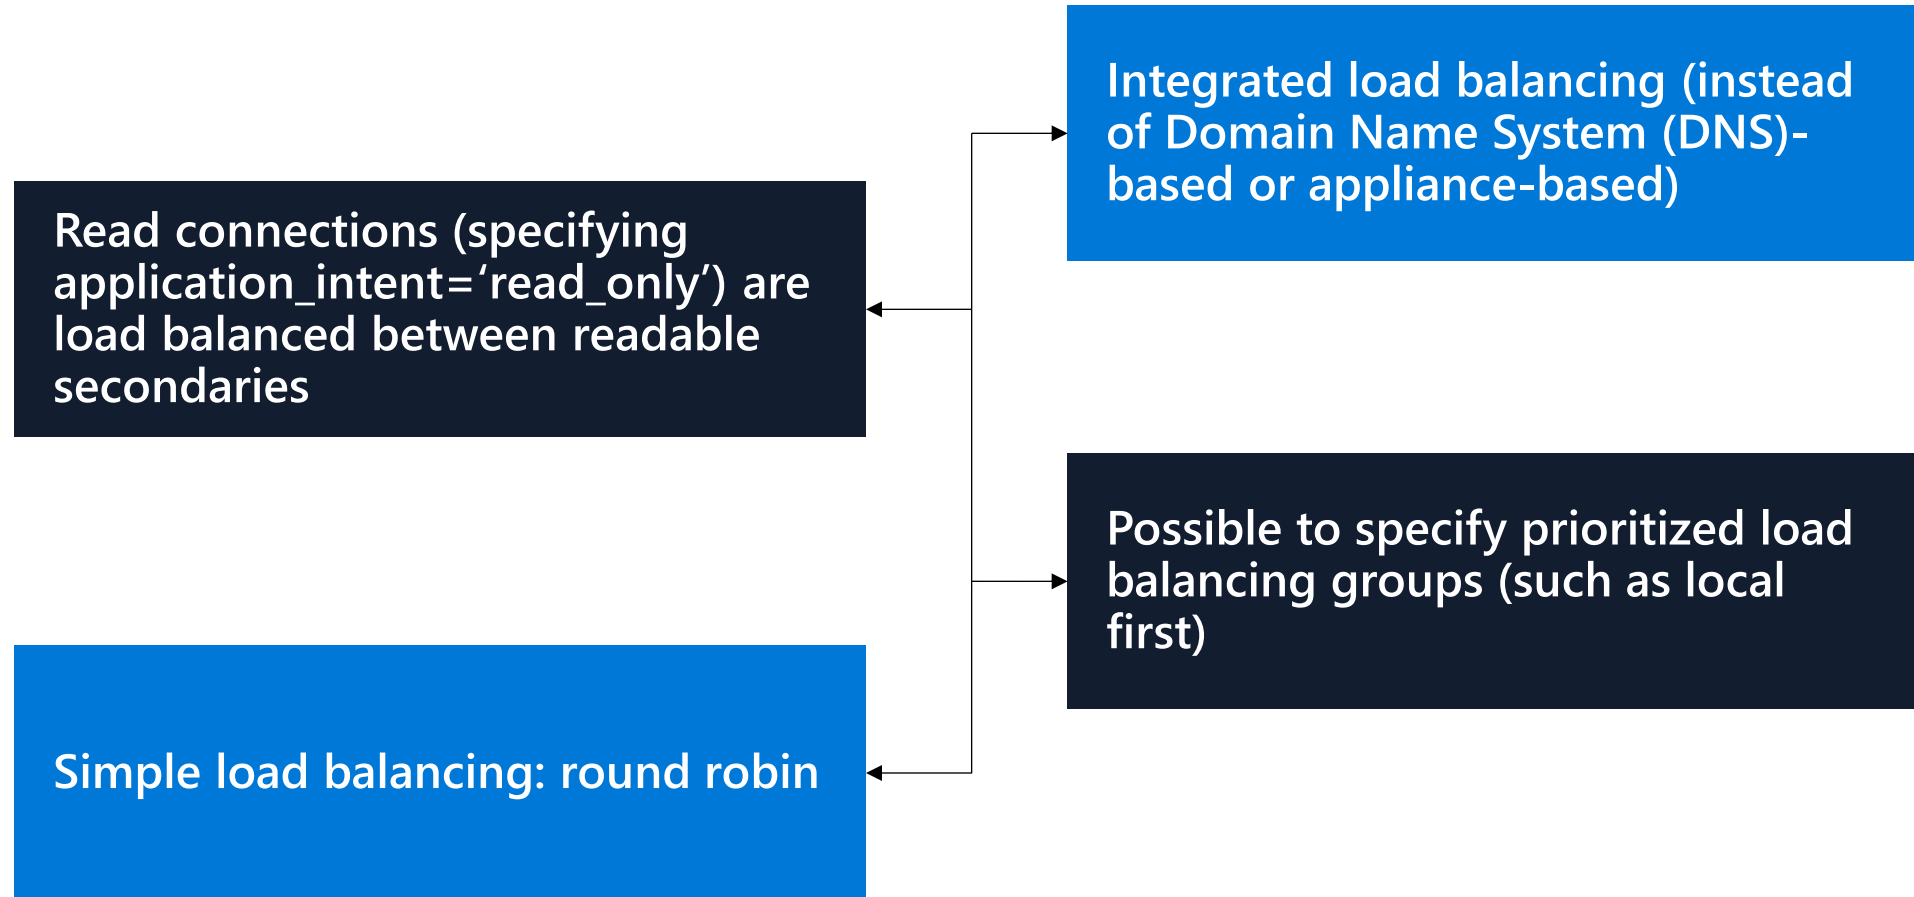 Integrated load balancing (instead
of Domain Name System (DNS)-
based or appliance-based)
Read connections (specifying
application_intent=‘read_only’) are
load balanced between readable
secondaries
Possible to specify prioritized load
balancing groups (such as local
first)
Simple load balancing: round robin